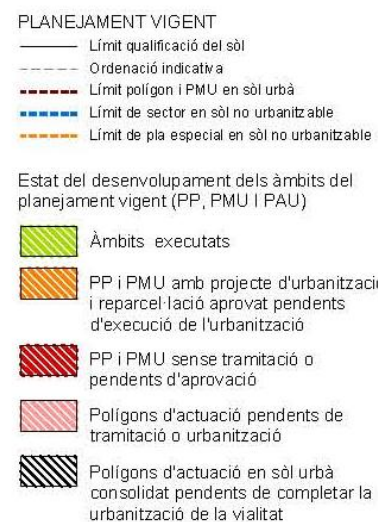 PLANEJAMENT VIGENT
Límit qualificació del sòl
Ordenació indicativa
Límit polígon i PMU en sòl urbà
Límit de sector en sòl no urbanitzable
Límit de pla especial en sòl no urbanitzable
Estat del desenvolupament dels àmbits del
planejament vigent (PP, PMU I PAU)
Àmbits executats
PP i PMU amb projecte d'urbanitzaci
i reparcel·lació aprovat pendents
d'execució de l'urbanització
PP i PMU sense tramitació o
pendents d'aprovació
Polígons d'actuació pendents de
tramitació o urbanització
Polígons d'actuació en sòl urbà
consolidat pendents de completar la
urbanització de la vialitat